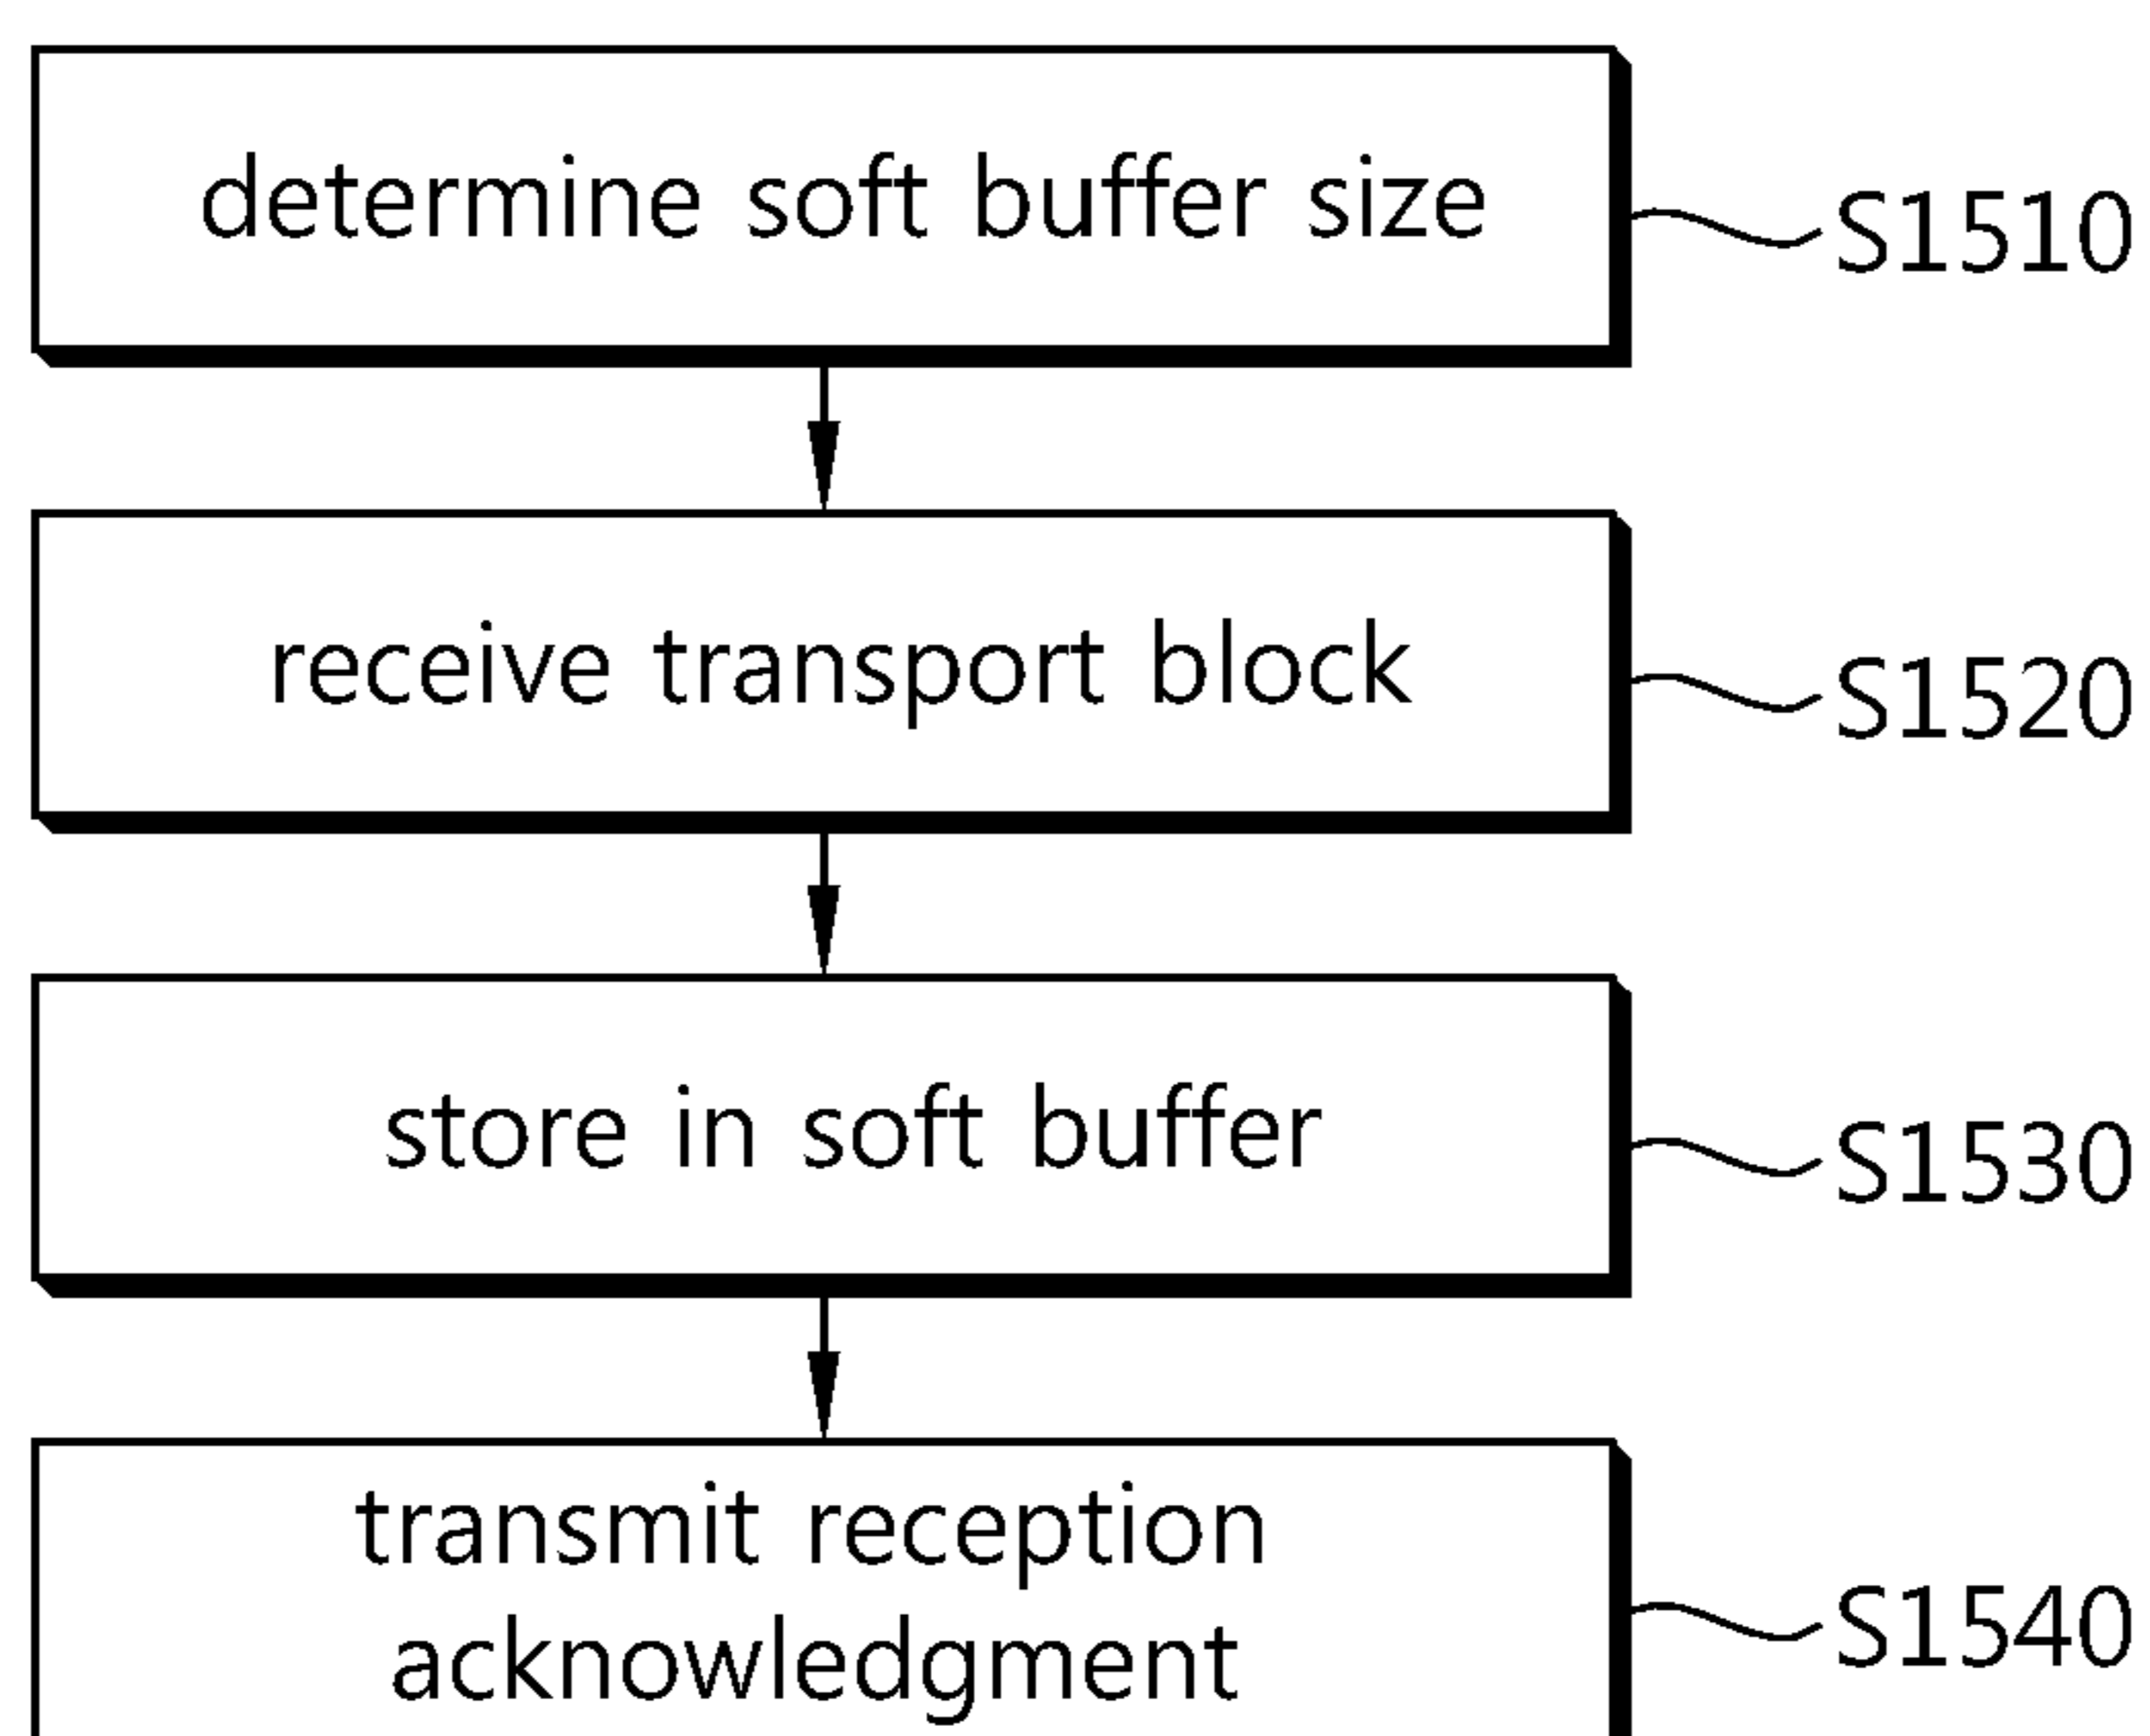 determine soft buffer size
S1510
receive transport block
S1520
store in soft buffer
S1530
transmit reception
acknowledgment
S1540